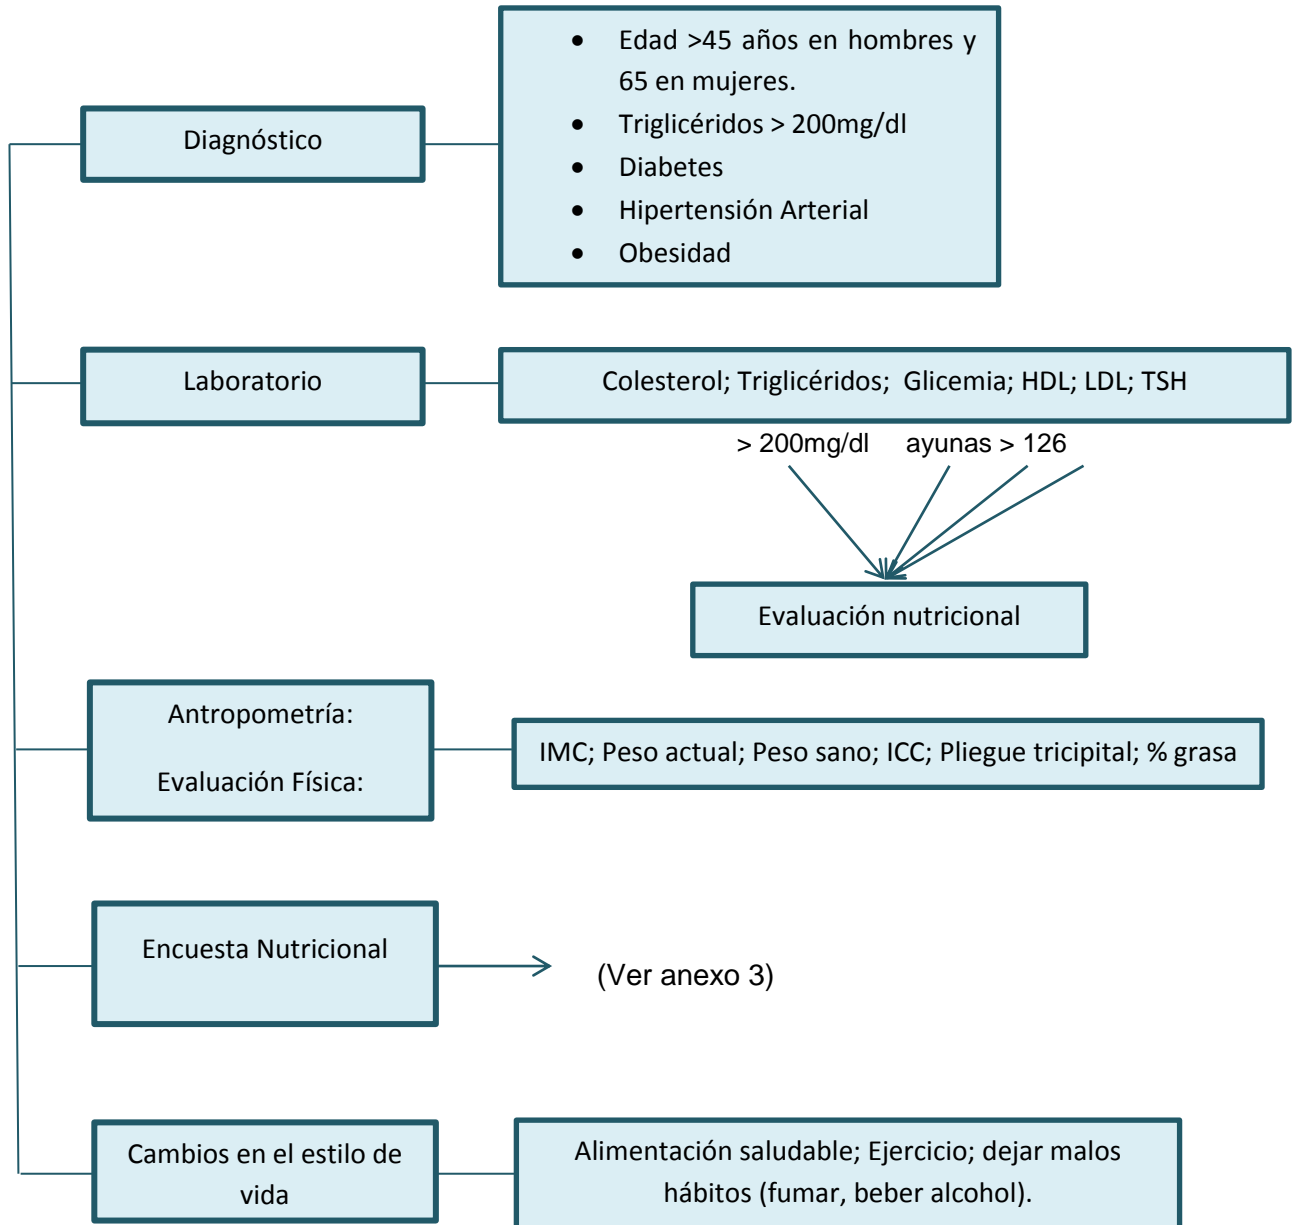 • Edad >45 años en hombres y
65 en mujeres.
• Triglicéridos > 200mg/dl
• Diabetes
• Hipertensión Arterial
• Obesidad
Diagnóstico
Laboratorio
Colesterol; Triglicéridos; Glicemia; HDL; LDL; TSH
> 200mg/dl ayunas > 126
Evaluación nutricional
Antropometría:
Evaluación Física:
IMC; Peso actual; Peso sano; ICC; Pliegue tricipital; % grasa
Encuesta Nutricional
(Ver anexo 3)
Cambios en el estilo de
vida
Alimentación saludable; Ejercicio; dejar malos
hábitos (fumar, beber alcohol).